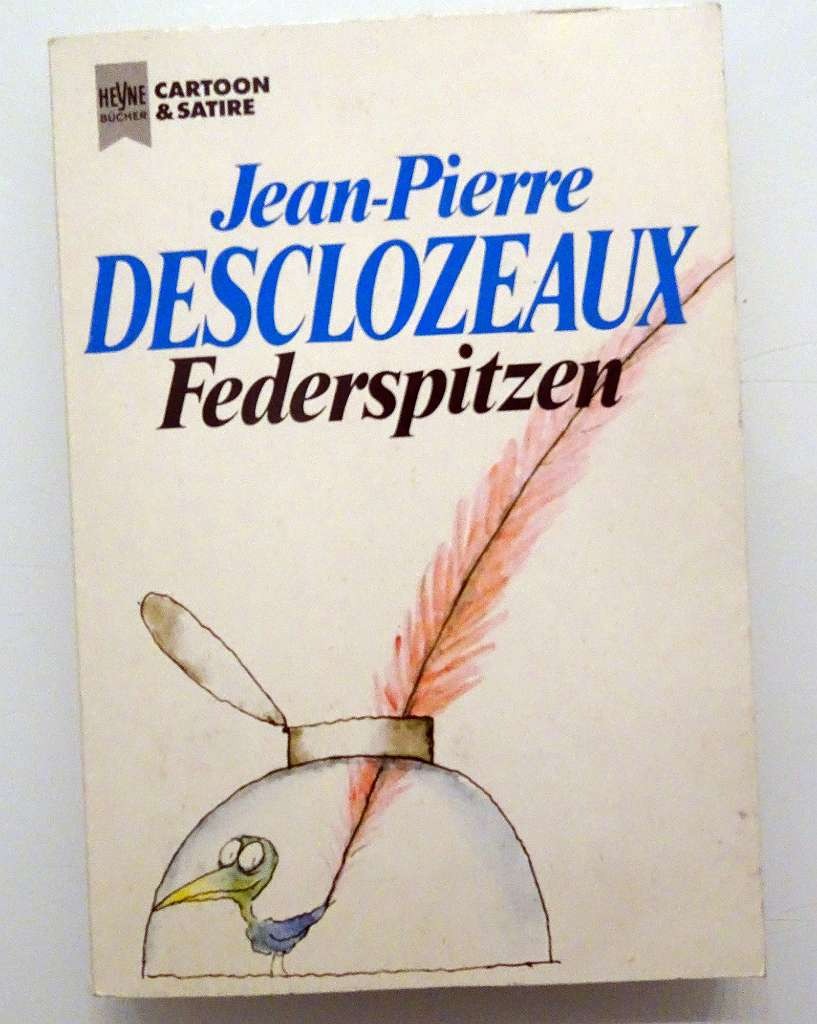 HEYNE
BÜCHER
CARTOON
& SATIRE
Jean-Pierre
DESCLOZEAUX
Federspitzen